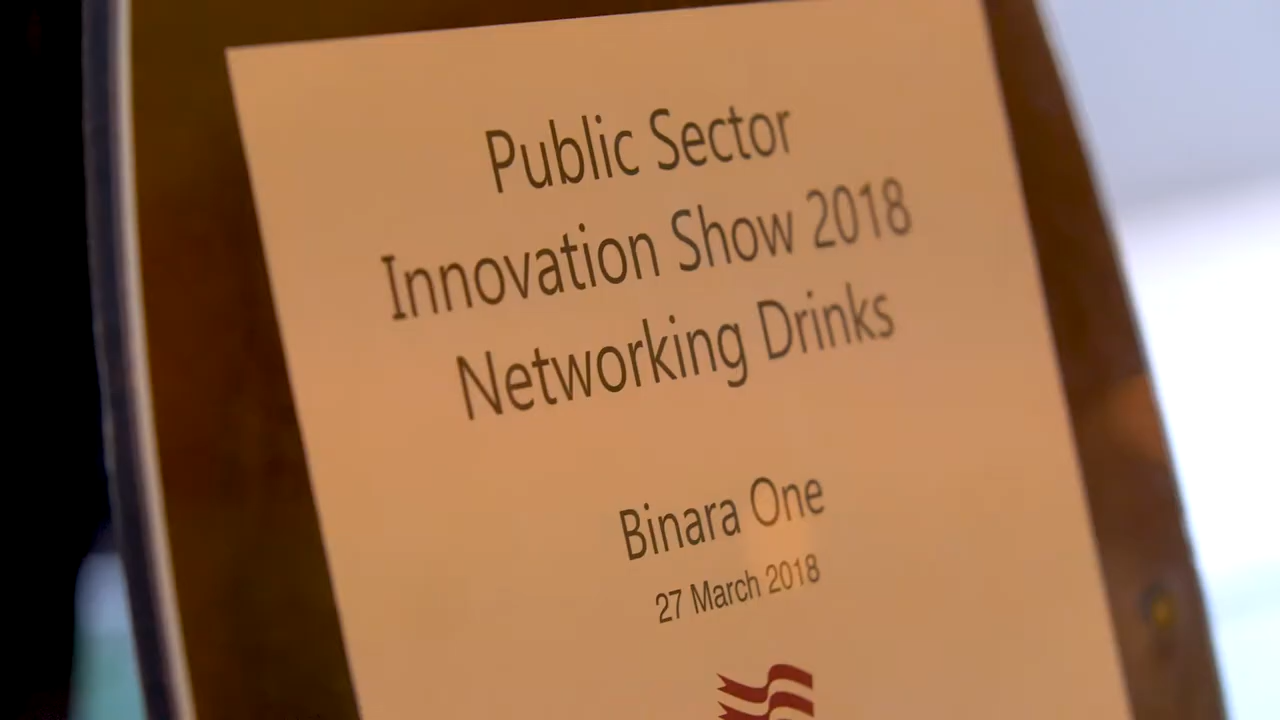 Public Sector
Innovation Show 2018
Networking Drinks
Binara One
27 March 2018